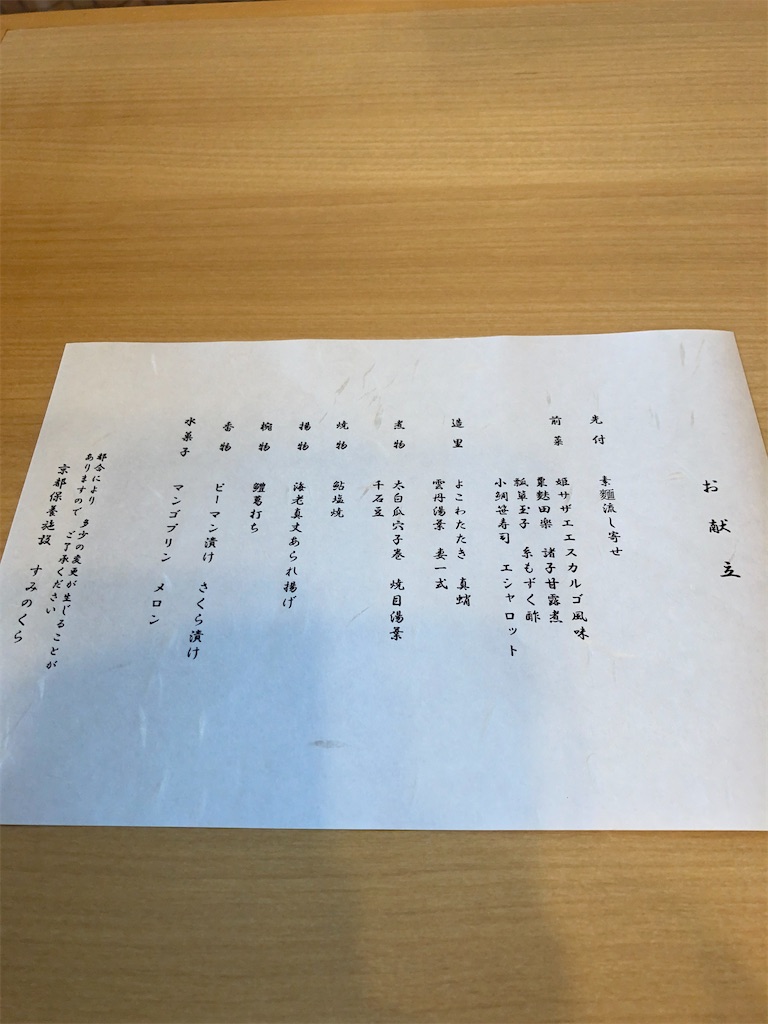 お献立
先付 素麺流し寄せ
前菜 姫サザエエスカルゴ風味
粟麩田楽 諸子甘露煮
瓢箪玉子 糸もずく酢
小鯛笹寿司 エシャロット
造里 よこわたたき 真蛸
雲丹湯葉 妻一式
煮物 太白瓜穴子巻 焼目湯葉
千石豆
焼物 鮎塩焼
揚物 海老真丈あられ揚げ
椀物 鱧葛打ち
香物 ピーマン漬け さくら漬け
水菓子 マンゴプリン メロン
都合により 多少の変更が生じることが
ありますので ご了承ください
京都保養施設 すみのくら